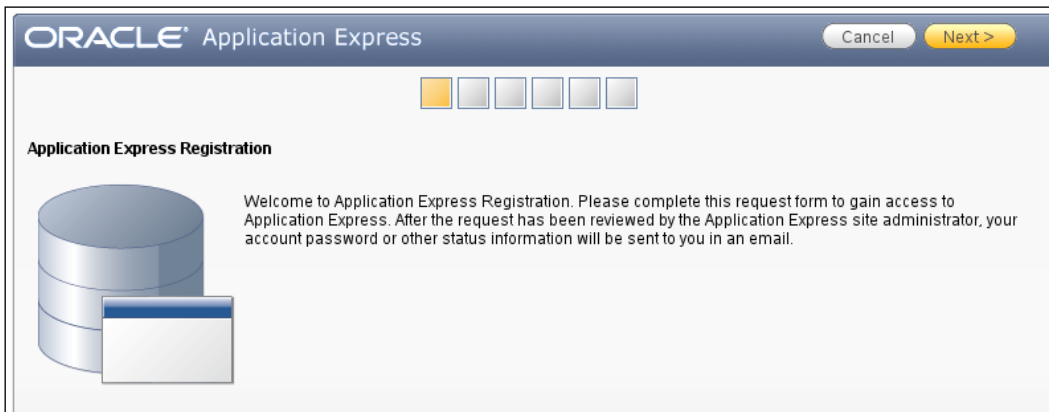 ORACLE® Application Express
Cancel
Next >
Application Express Registration
Welcome to Application Express Registration. Please complete this request form to gain access to
Application Express. After the request has been reviewed by the Application Express site administrator, your
account password or other status information will be sent to you in an email.